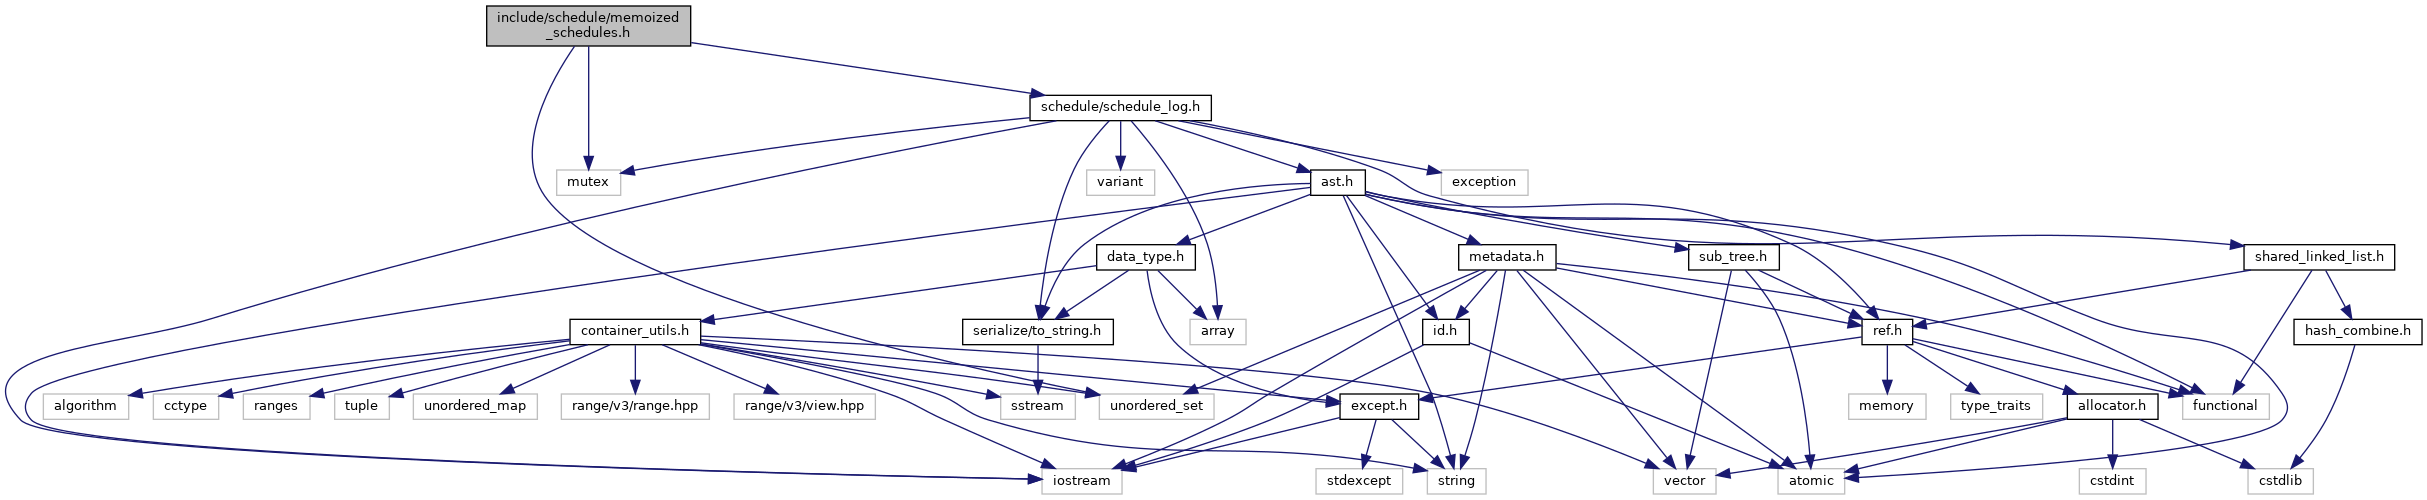 include/schedule/memoized
_schedules.h
schedule/schedule_log.h
mutex
variant
ast.h
exception
data_type.h
metadata.h
sub_tree.h
shared_linked_list.h
container_utils.h
serialize/to_string.h
array
id.h
ref.h
hash_combine.h
algorithm
cctype
ranges
tuple
unordered_map
range/v3/range.hpp
range/v3/view.hpp
sstream
unordered_set
except.h
memory
type_traits
allocator.h
functional
iostream
stdexcept
string
vector
atomic
cstdint
cstdlib